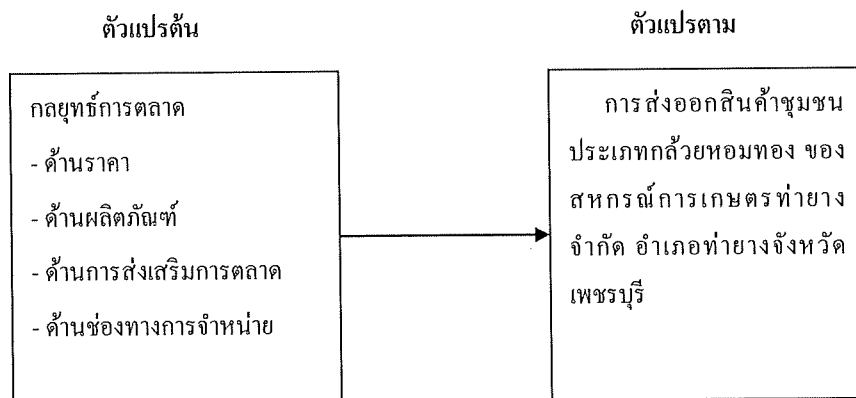 ตัวแปรต้น
ตัวแปรตาม
กลยุทธ์การตลาด
- ด้านราคา
- ด้านผลิตภัณฑ์
- ด้านการส่งเสริมการตลาด
- ด้านช่องทางการจำหน่าย
การส่งออกสินค้าชุมชน
ประเภทกล้วยหอมทอง ของ
สหกรณ์การเกษตรท่ายาง
จำกัด อำเภอท่ายางจังหวัด
เพชรบุรี